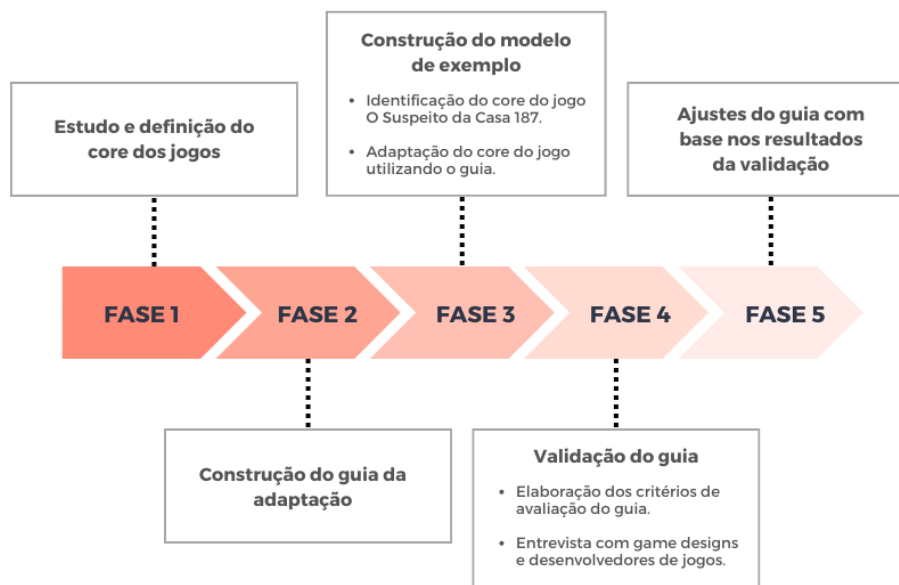 Construção do modelo
de exemplo
• Identificação do core do jogo
O Suspeito da Casa 187.
• Adaptação do core do jogo
utilizando o guia.
Estudo e definição do
core dos jogos
Ajustes do guia com
base nos resultados
da validação
FASE 1
FASE 2
FASE 3
FASE 4
FASE 5
Construção do guia da
adaptação
Validação do guia
• Elaboração dos critérios de
avaliação do guia.
• Entrevista com game designs
e desenvolvedores de jogos.